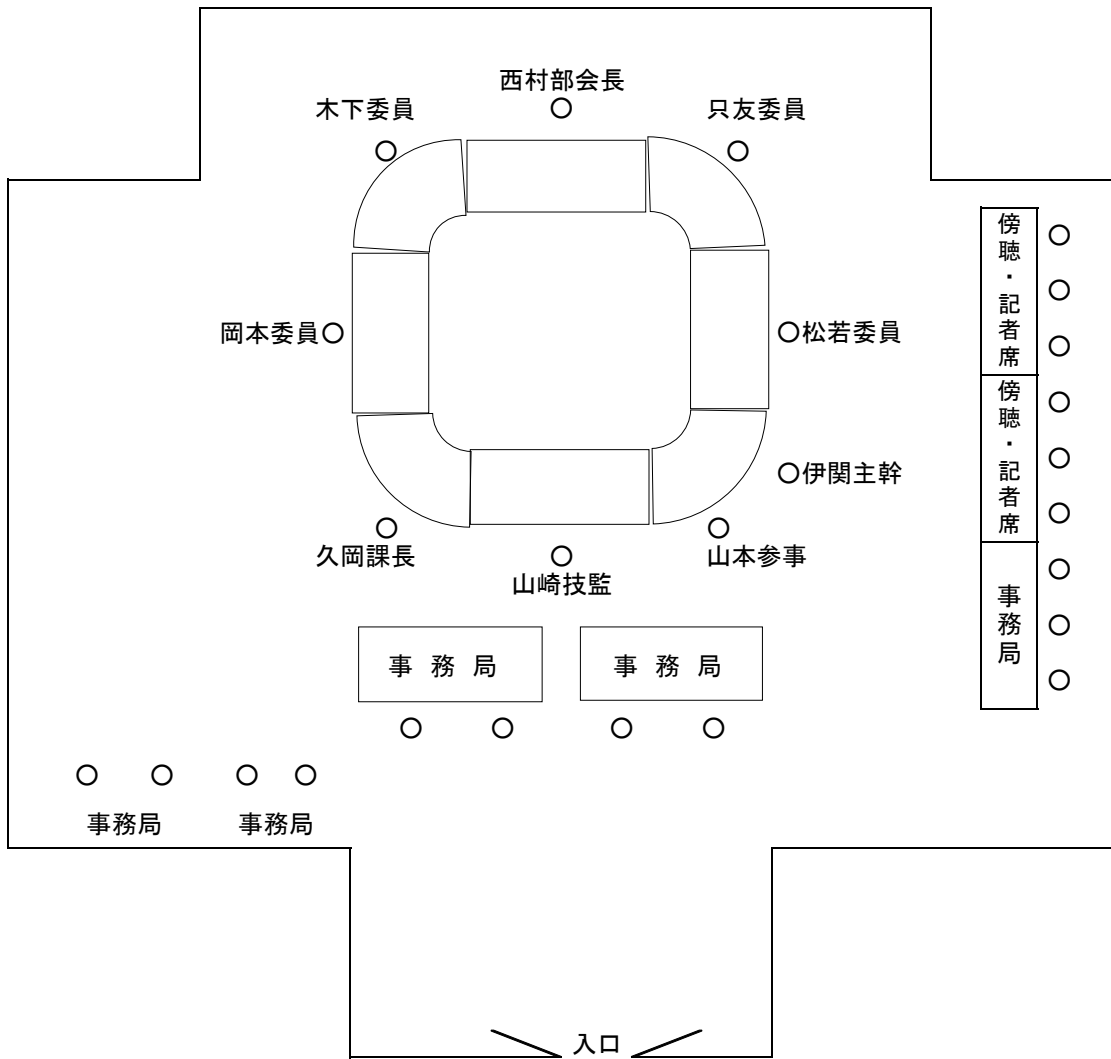 西村部会長
木下委員
只友委員
岡本委員
松若委員
伊関主幹
久岡課長
山崎技監
山本参事
傍聴・記者席
傍聴・記者席
事務局
事務局
事務局
事務局
事務局
入口